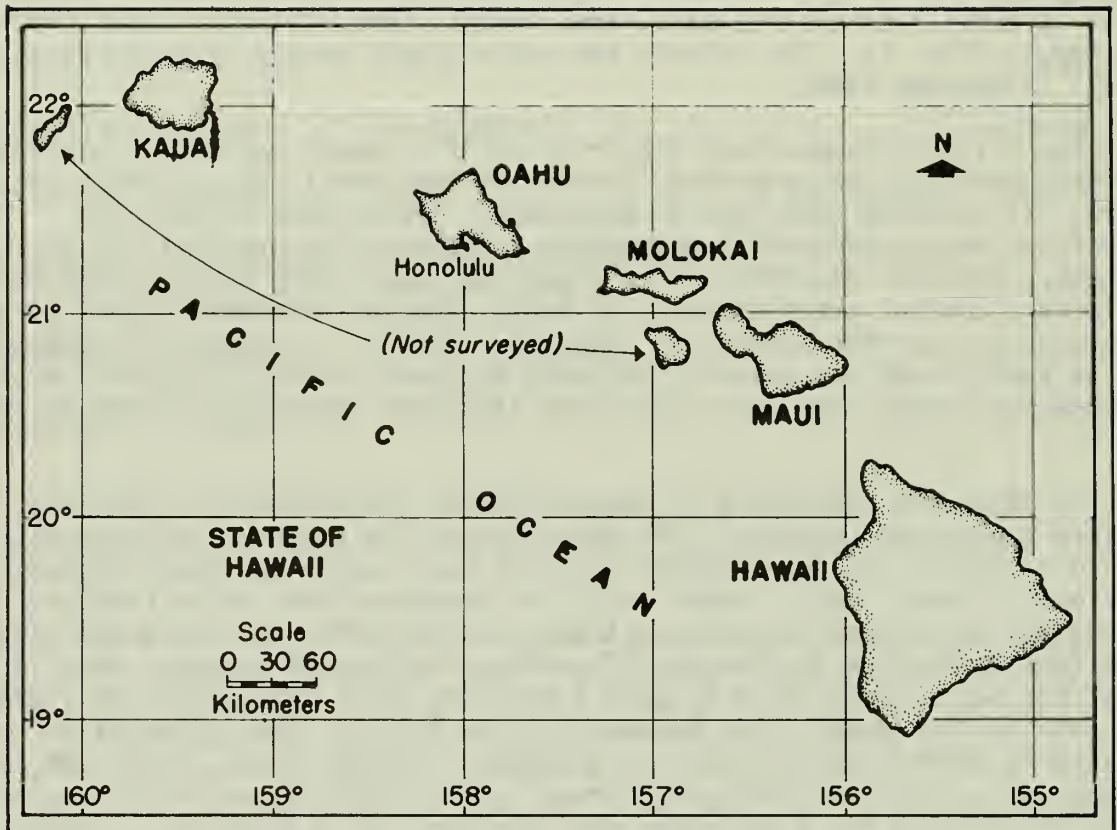 22°
KAUAI
OAHU
N
Honolulu
MOLOKAI
21°
(Not surveyed)
MAUI
PACIFIC OCEAN
20°
STATE OF
HAWAII
HAWAII
Scale
0 30 60
Kilometers
19°
160° 159° 158° 157° 156° 155°